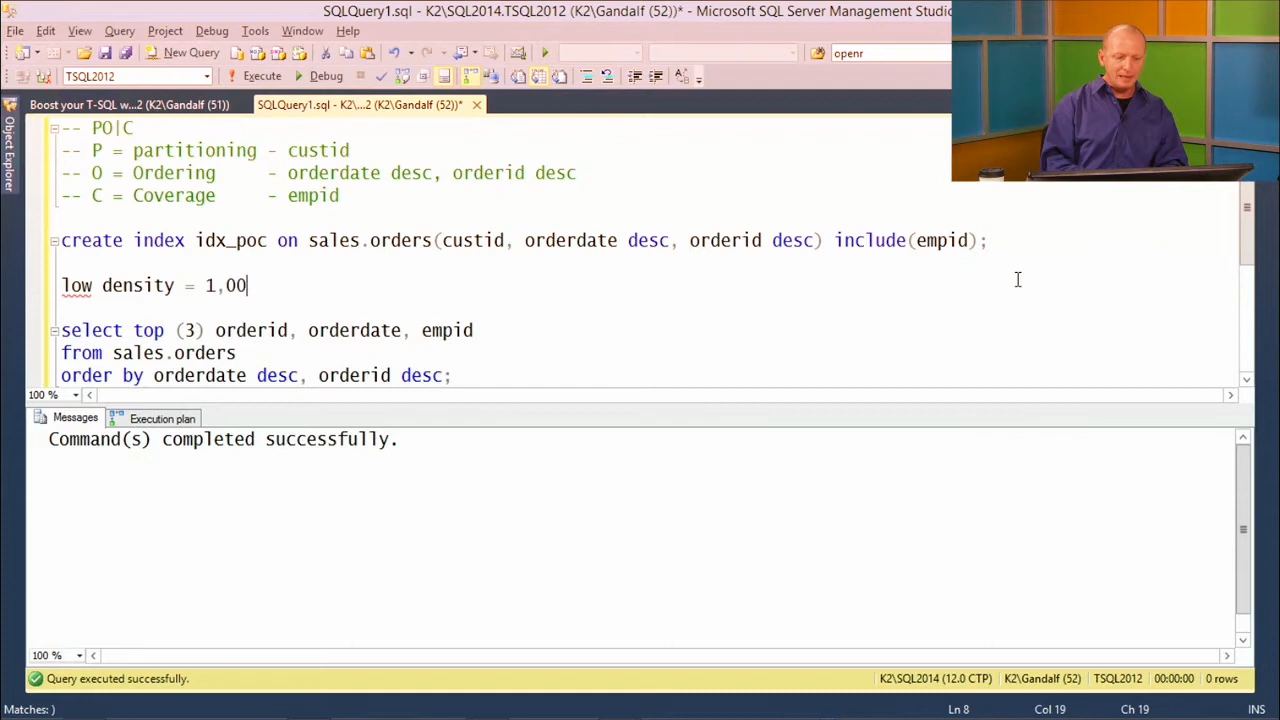 SQLQuery1.sql - K2\SQL2014.TSQL2012 (K2\Gandalf (52))* - Microsoft SQL Server Management Studio
File Edit View Query Project Debug Tools Window Help
New Query openr
TSQL2012 Execute Debug
Boost your T-SQL w...2 (K2\Gandalf (51)) SQLQuery1.sql - K2\...2 (K2\Gandalf (52))*
Object Explorer
-- PO|C
-- P = partitioning - custid
-- O = Ordering - orderdate desc, orderid desc
-- C = Coverage - empid
create index idx_poc on sales.orders(custid, orderdate desc, orderid desc) include(empid);
low density = 1,00
select top (3) orderid, orderdate, empid
from sales.orders
order by orderdate desc, orderid desc;
100 %
Messages Execution plan
Command(s) completed successfully.
100 %
Query executed successfully. K2\SQL2014 (12.0 CTP) K2\Gandalf (52) TSQL2012 00:00:00 0 rows
Matches: ) Ln 8 Col 19 Ch 19 INS